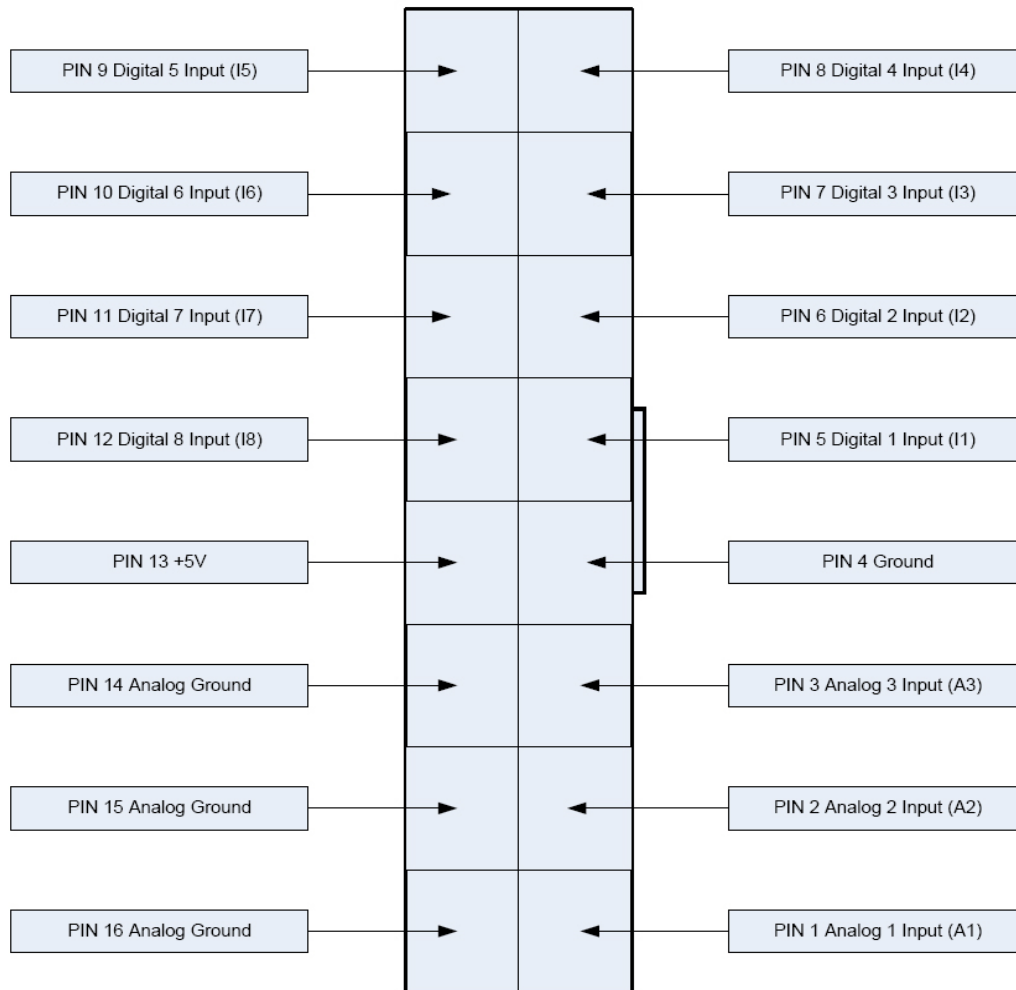 PIN 9 Digital 5 Input (I5)
PIN 8 Digital 4 Input (I4)
PIN 10 Digital 6 Input (I6)
PIN 7 Digital 3 Input (I3)
PIN 11 Digital 7 Input (I7)
PIN 6 Digital 2 Input (I2)
PIN 12 Digital 8 Input (I8)
PIN 5 Digital 1 Input (I1)
PIN 13 +5V
PIN 4 Ground
PIN 14 Analog Ground
PIN 3 Analog 3 Input (A3)
PIN 15 Analog Ground
PIN 2 Analog 2 Input (A2)
PIN 16 Analog Ground
PIN 1 Analog 1 Input (A1)